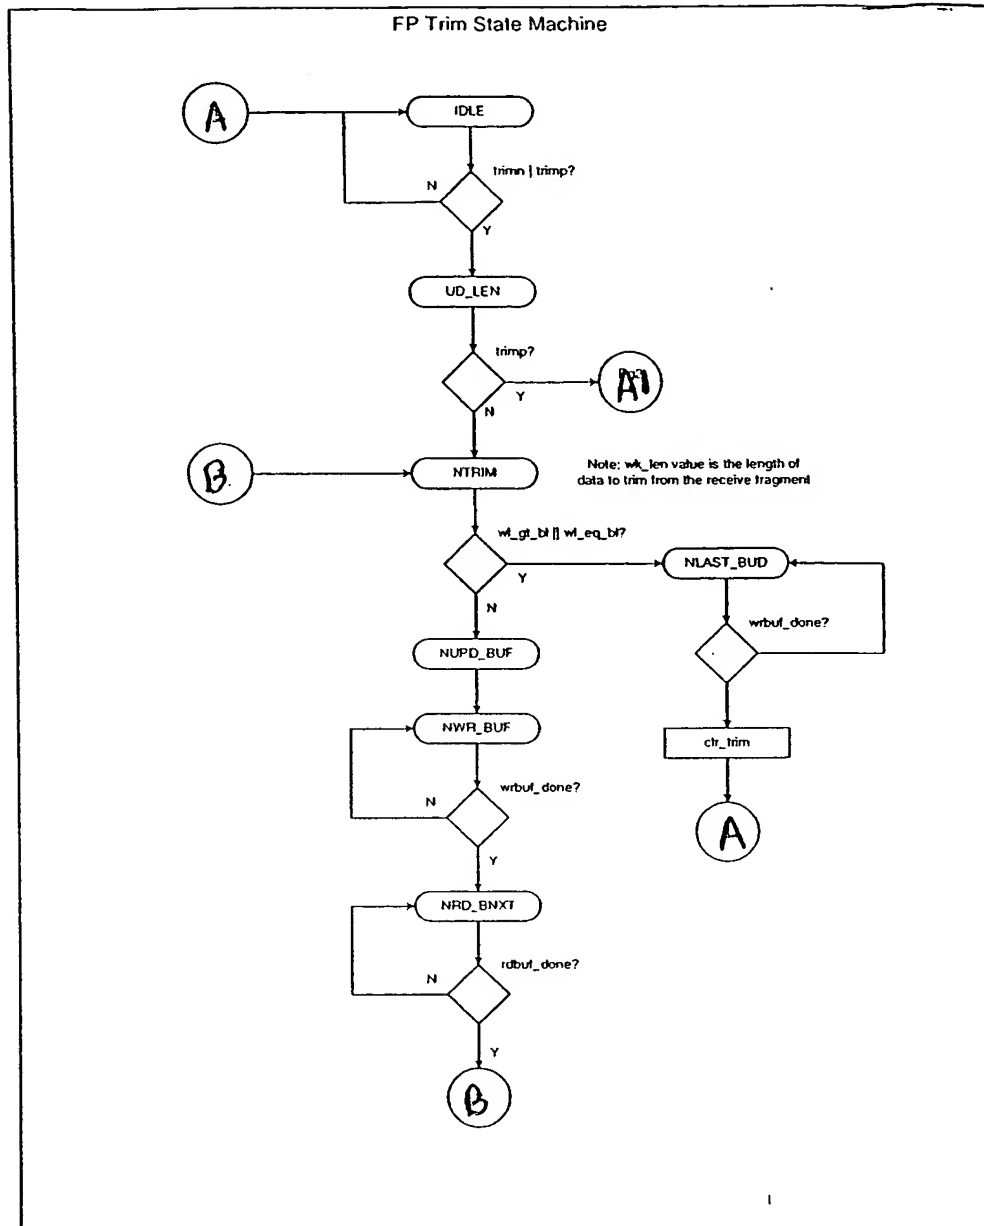 FP Trim State Machine
A
IDLE
trimn | trimp?
N
Y
UD_LEN
trimp?
A1
Y
N
B
NTRIM
Note; wk_len value is the length of
data to trim from the receive fragment
wl_gt_bl || wl_eq_bl?
NLAST_BUD
Y
N
wrbuf_done?
NUPD_BUF
NWR_BUF
clr_trim
wrbuf_done?
N
A
Y
NRD_BNXT
rdbuf_done?
N
Y
B